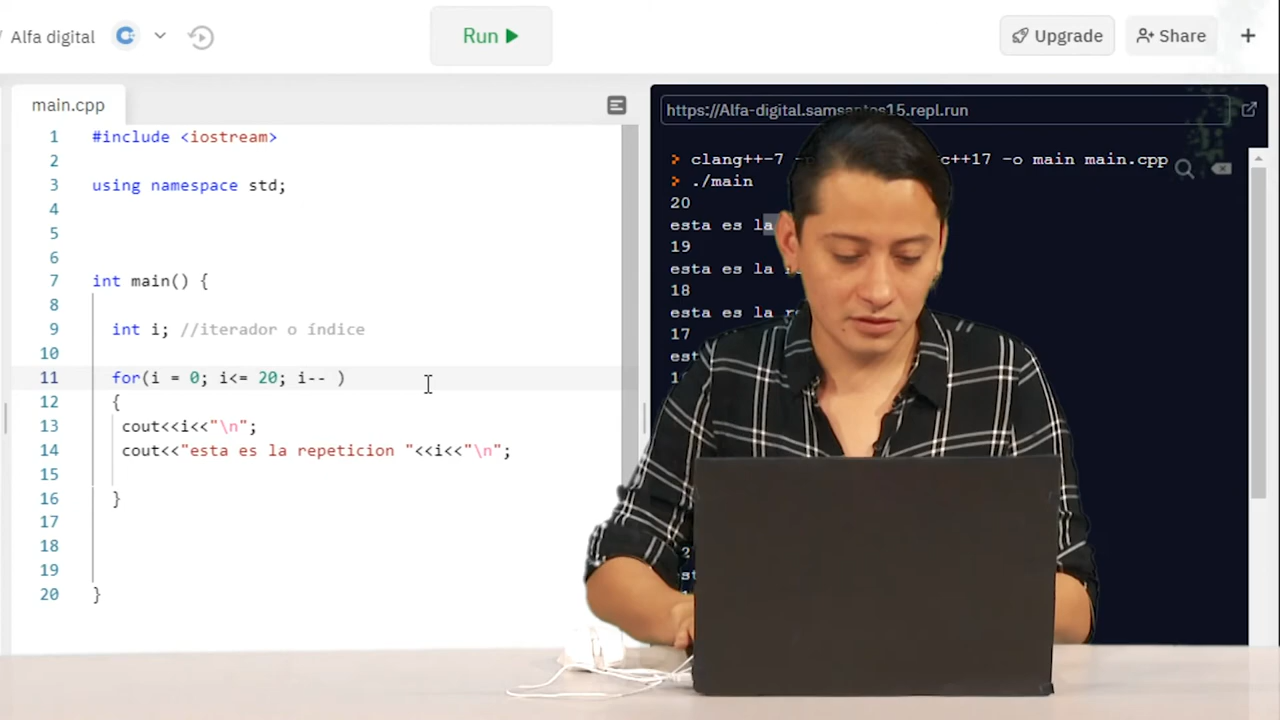 / Alfa digital
Run
Upgrade
Share
main.cpp
1 #include <iostream>
2
3 using namespace std;
4
5
6
7 int main() {
8
9 int i; //iterador o índice
10
11 for(i = 0; i<= 20; i-- )
12 {
13 cout<<i<<"\n";
14 cout<<"esta es la repeticion "<<i<<"\n";
15
16 }
17
18
19
20 }
https://Alfa-digital.samsantos15.repl.run
clang++-7 c++17 -o main main.cpp
./main
20
esta es la
19
esta es la
18
esta es la
17